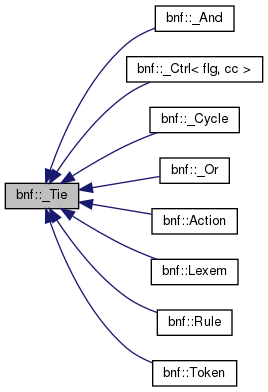 bnf::_And
bnf::_Ctrl< flg, cc >
bnf::_Cycle
bnf::_Or
bnf::_Tie
bnf::Action
bnf::Lexem
bnf::Rule
bnf::Token